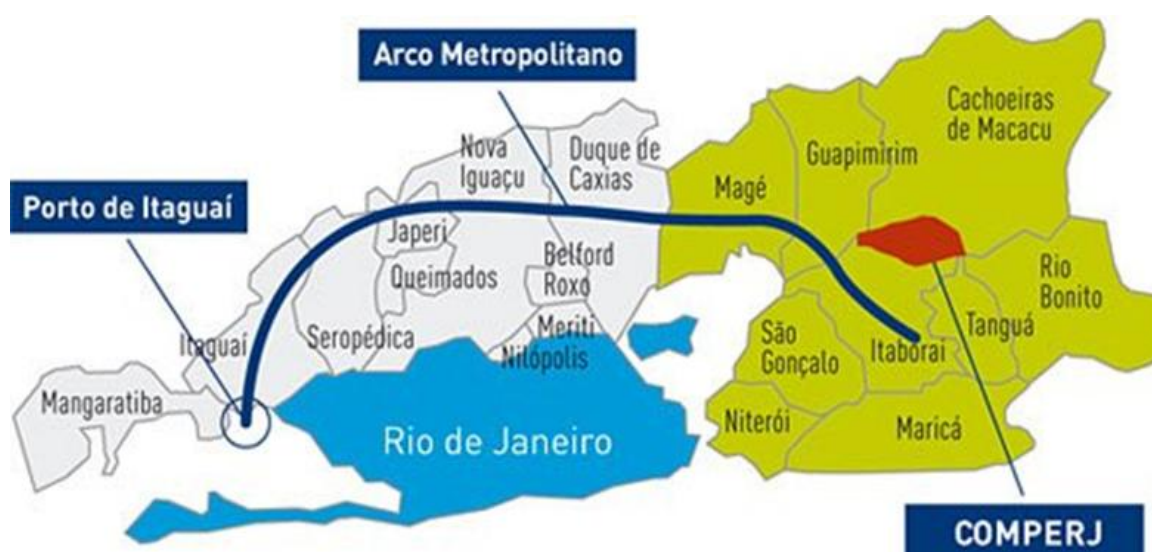 Arco Metropolitano
Porto de Itaguaí
Nova
Iguaçu
Duque de
Caxias
Japeri
Queimados
Belford
Roxo
Meriti
Nilópolis
Seropédica
Itaguaí
Mangaratiba
Rio de Janeiro
Magé
Guapimirim
Cachoeiras
de Macacu
Rio
Bonito
Tanguá
Itaboraí
São
Gonçalo
Niterói
Maricá
COMPERJ